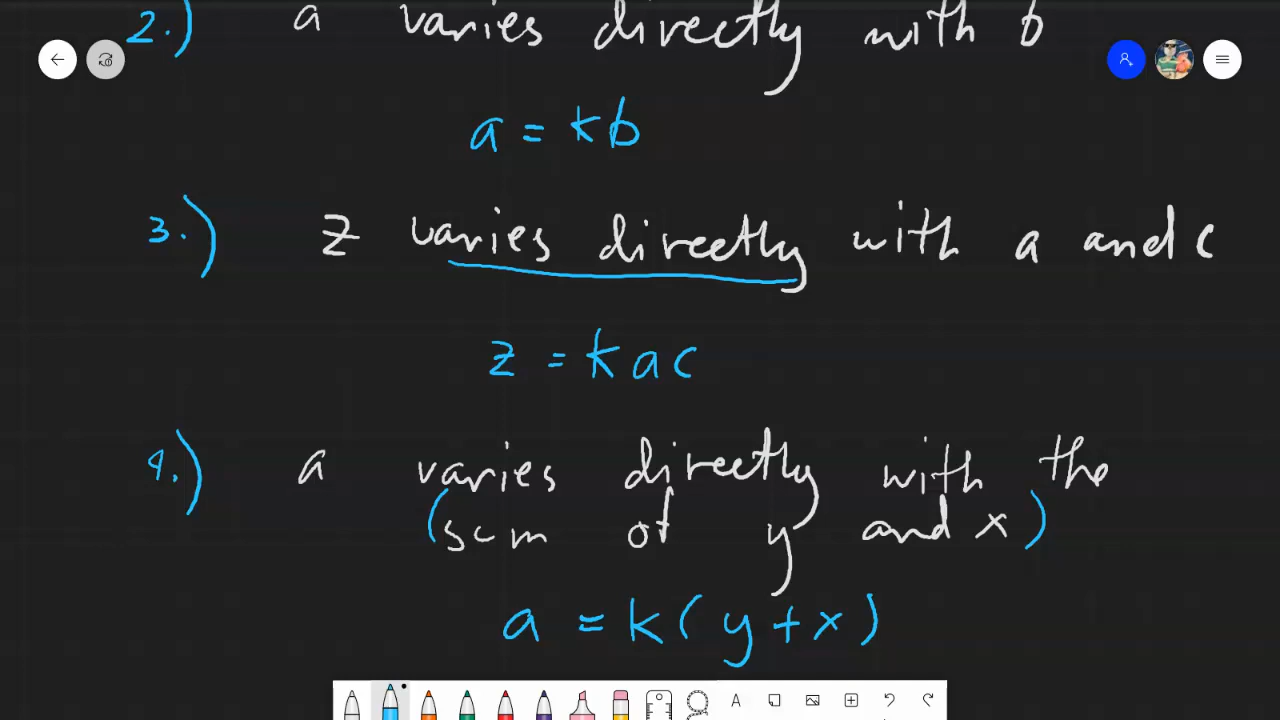 2.) a varies directly with b
a = kb
3.) z varies directly with a and c
z = kac
4.) a varies directly with the
(sum of y and x)
a = k(y+x)
A